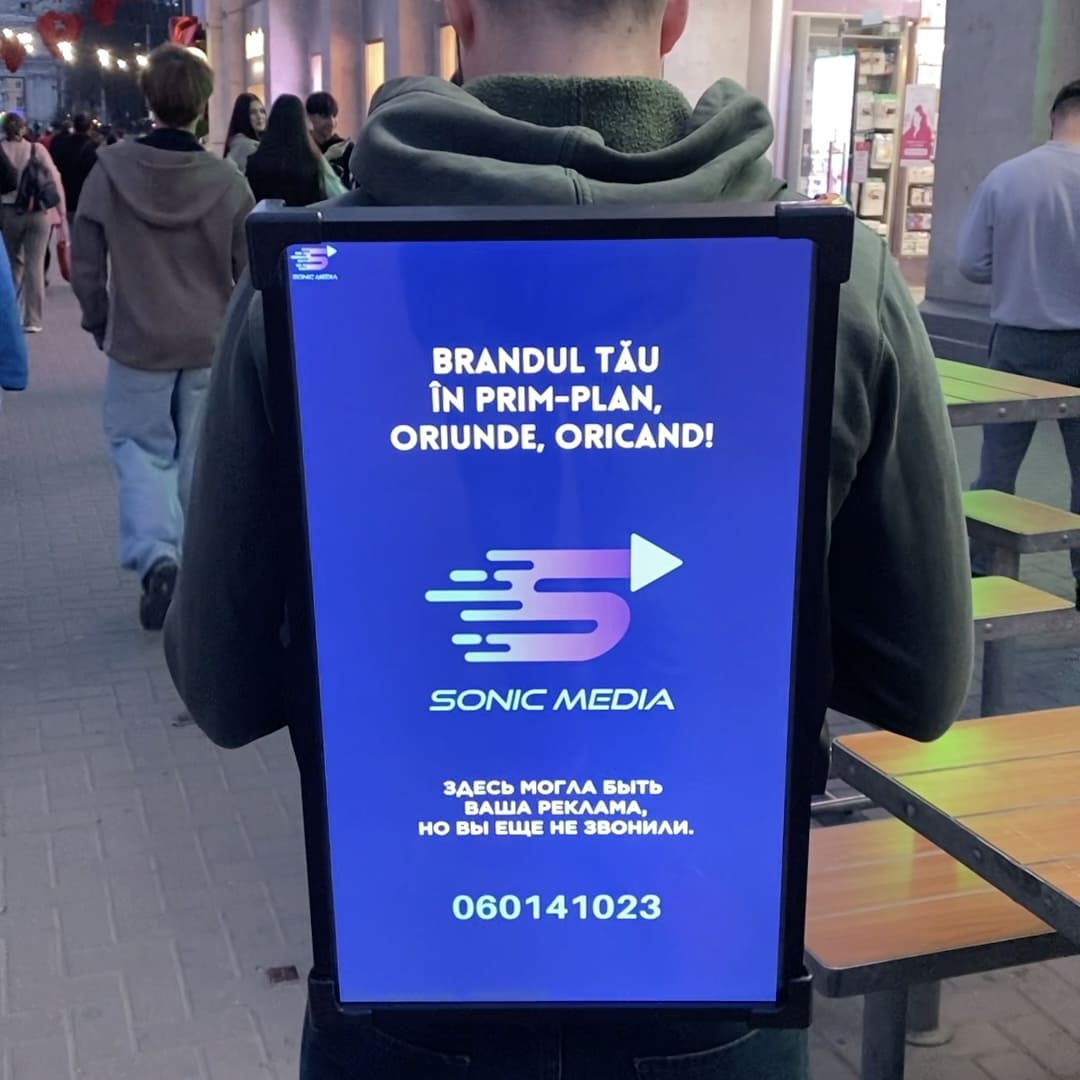 SONIC MEDIA
BRANDUL TĂU
ÎN PRIM-PLAN,
ORIUNDE, ORICAND!
SONIC MEDIA
ЗДЕСЬ МОГЛА БЫТЬ
ВАША РЕКЛАМА,
НО ВЫ ЕЩЕ НЕ ЗВОНИЛИ.
060141023